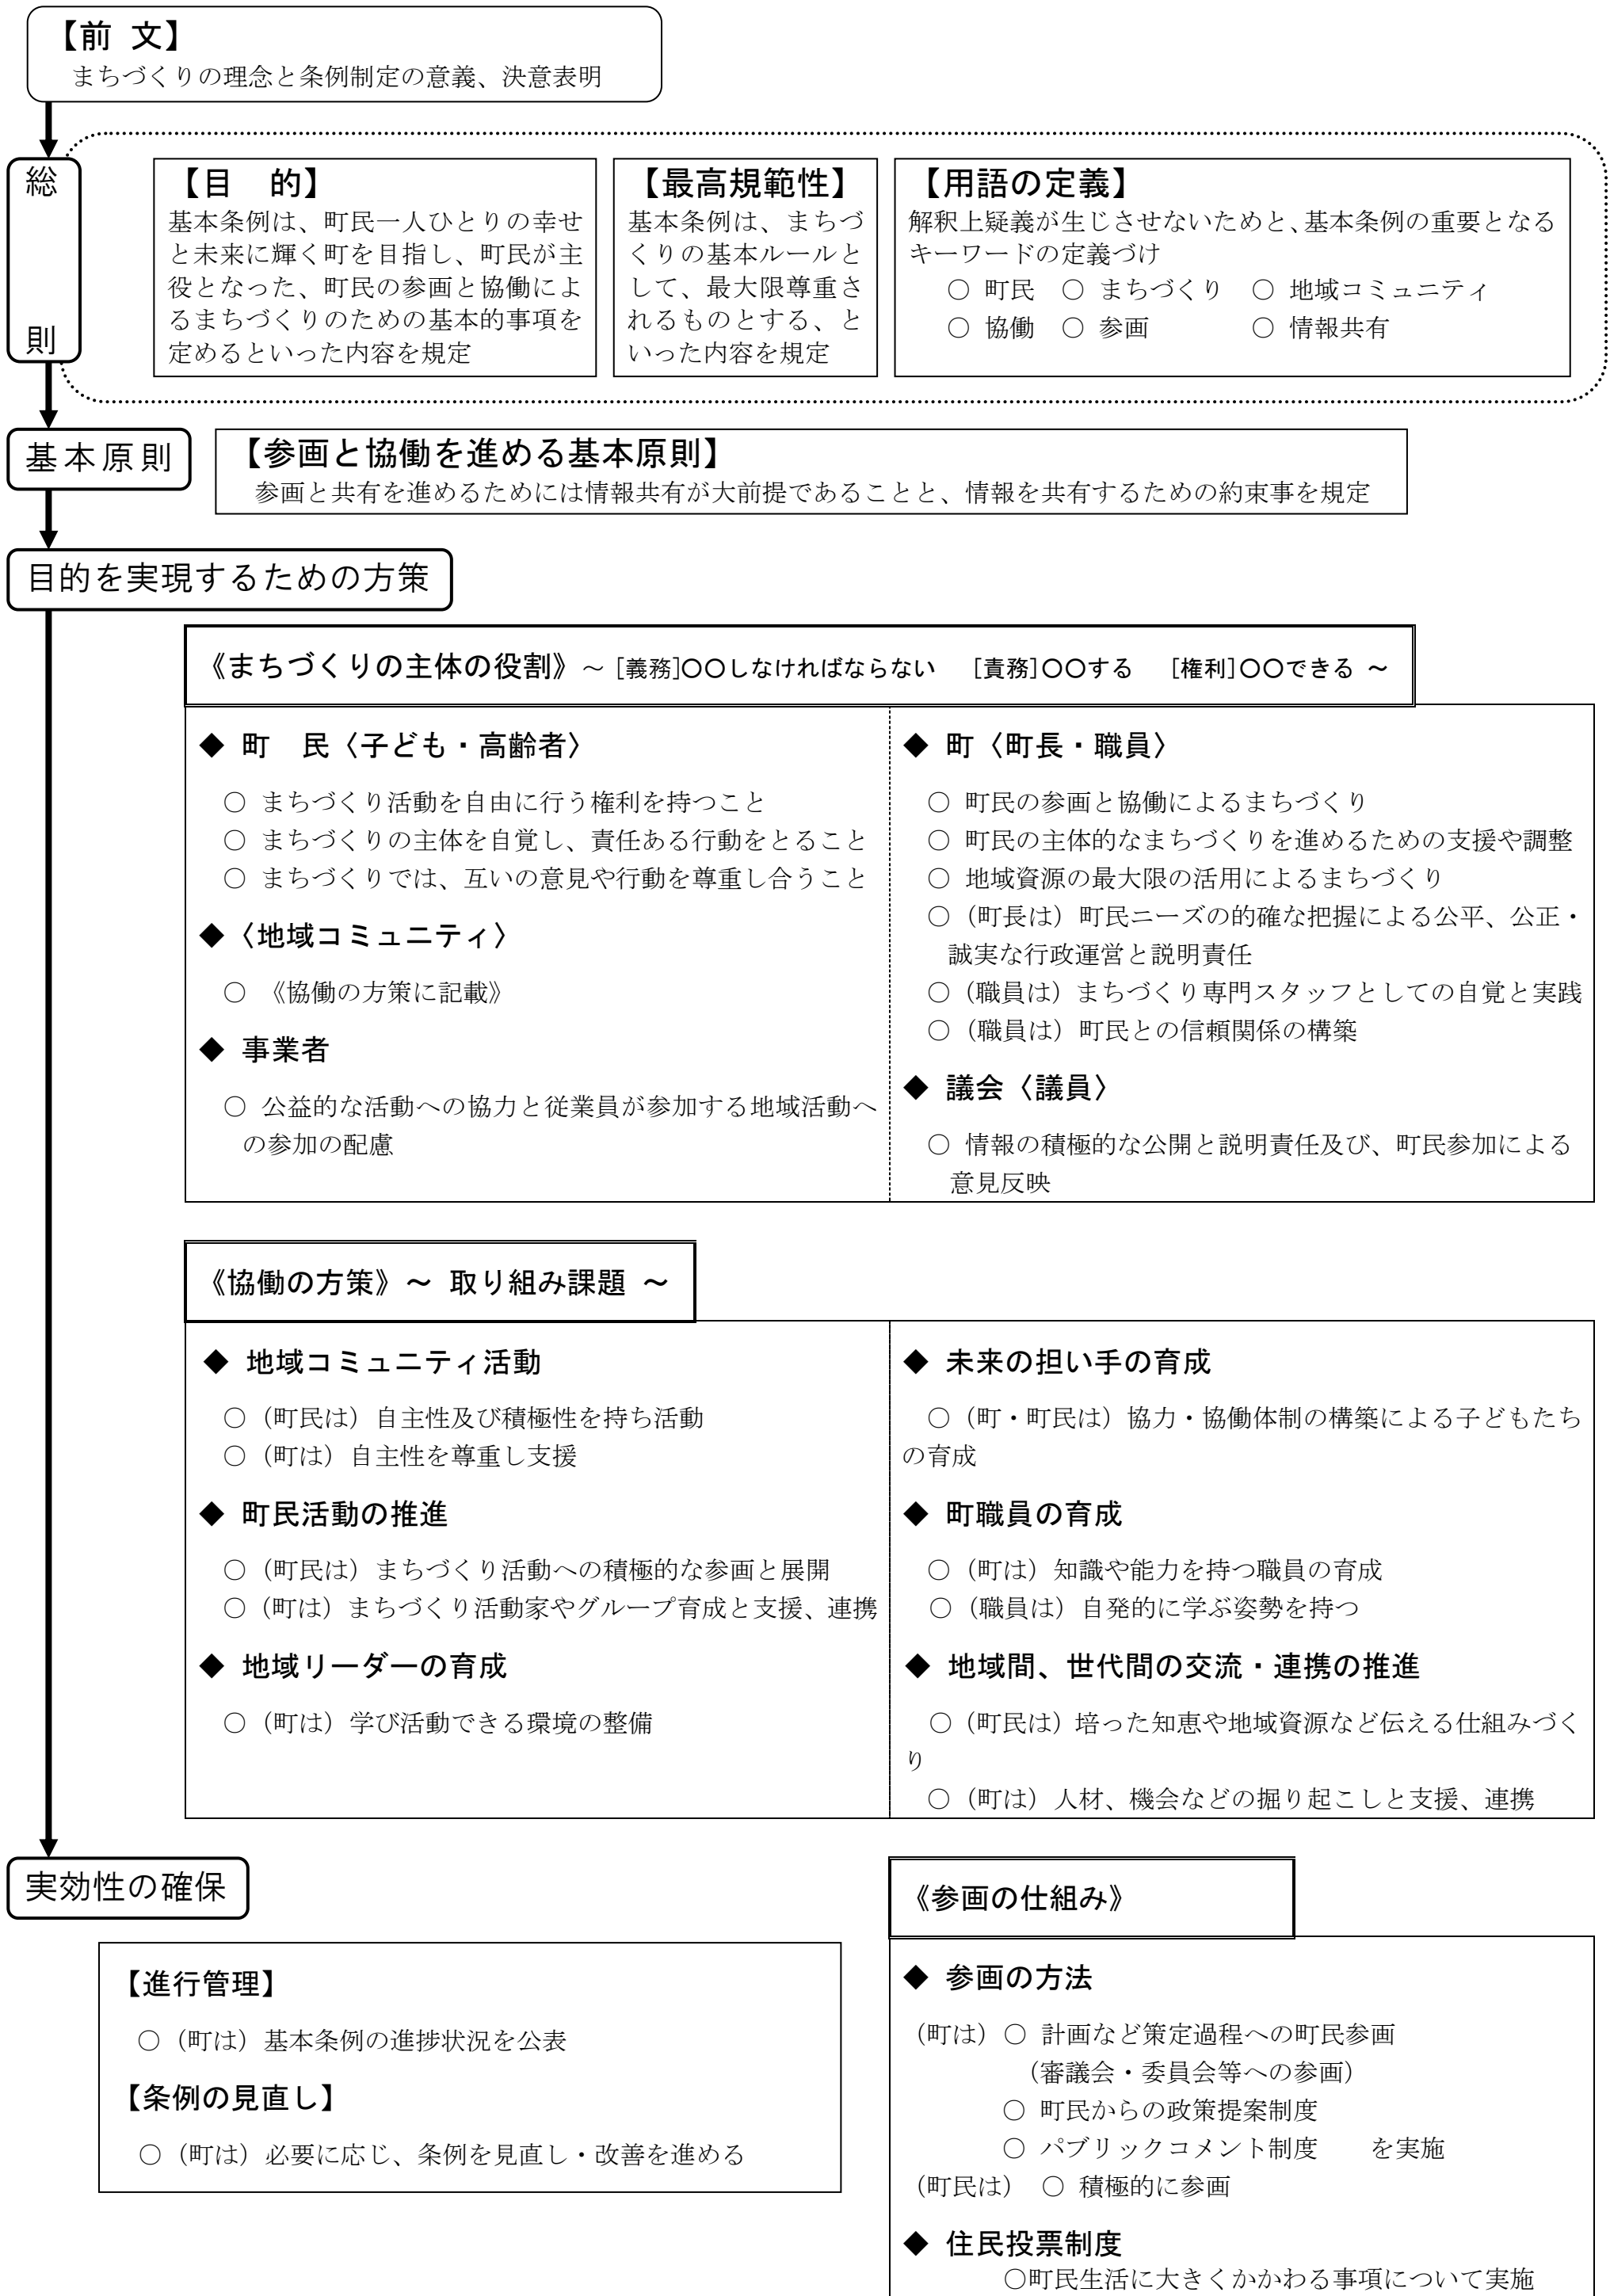 【前 文】
まちづくりの理念と条例制定の意義、決意表明
総
則
【目 的】
基本条例は、町民一人ひとりの幸せ
と未来に輝く町を目指し、町民が主
役となった、町民の参画と協働によ
るまちづくりのための基本的事項を
定めるといった内容を規定
【最高規範性】
基本条例は、まちづ
くりの基本ルールと
して、最大限尊重さ
れるものとする、と
いった内容を規定
【用語の定義】
解釈上疑義が生じさせないためと、基本条例の重要となる
キーワードの定義づけ
○ 町民 ○ まちづくり ○ 地域コミュニティ
○ 協働 ○ 参画 ○ 情報共有
基本原則
【参画と協働を進める基本原則】
参画と共有を進めるためには情報共有が大前提であることと、情報を共有するための約束事を規定
目的を実現するための方策
《まちづくりの主体の役割》～ [義務]〇〇しなければならない [責務]〇〇する [権利]〇〇できる ～
◆ 町 民〈子ども・高齢者〉
○ まちづくり活動を自由に行う権利を持つこと
○ まちづくりの主体を自覚し、責任ある行動をとること
○ まちづくりでは、互いの意見や行動を尊重し合うこと
◆〈地域コミュニティ〉
○ 《協働の方策に記載》
◆ 事業者
○ 公益的な活動への協力と従業員が参加する地域活動へ
の参加の配慮
◆ 町〈町長・職員〉
○ 町民の参画と協働によるまちづくり
○ 町民の主体的なまちづくりを進めるための支援や調整
○ 地域資源の最大限の活用によるまちづくり
○（町長は）町民ニーズの的確な把握による公平、公正・
誠実な行政運営と説明責任
○（職員は）まちづくり専門スタッフとしての自覚と実践
○（職員は）町民との信頼関係の構築
◆ 議会〈議員〉
○ 情報の積極的な公開と説明責任及び、町民参加による
意見反映
《協働の方策》～ 取り組み課題 ～
◆ 地域コミュニティ活動
○（町民は）自主性及び積極性を持ち活動
○（町は）自主性を尊重し支援
◆ 町民活動の推進
○（町民は）まちづくり活動への積極的な参画と展開
○（町は）まちづくり活動家やグループ育成と支援、連携
◆ 地域リーダーの育成
○（町は）学び活動できる環境の整備
◆ 未来の担い手の育成
○（町・町民は）協力・協働体制の構築による子どもたち
の育成
◆ 町職員の育成
○（町は）知識や能力を持つ職員の育成
○（職員は）自発的に学ぶ姿勢を持つ
◆ 地域間、世代間の交流・連携の推進
○（町民は）培った知恵や地域資源など伝える仕組みづく
り
○（町は）人材、機会などの掘り起こしと支援、連携
実効性の確保
【進行管理】
○（町は）基本条例の進捗状況を公表
【条例の見直し】
○（町は）必要に応じ、条例を見直し・改善を進める
《参画の仕組み》
◆ 参画の方法
（町は）○ 計画など策定過程への町民参画
（審議会・委員会等への参画）
○ 町民からの政策提案制度
○ パブリックコメント制度 を実施
（町民は） ○ 積極的に参画
◆ 住民投票制度
○町民生活に大きくかかわる事項について実施